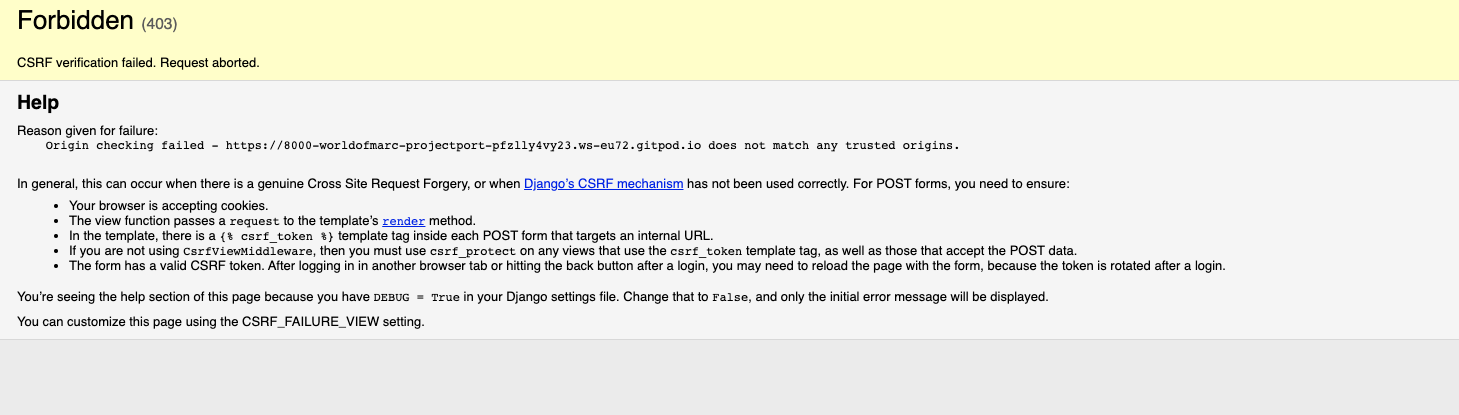 Forbidden (403)
CSRF verification failed. Request aborted.
Help
Reason given for failure:
Origin checking failed - https://8000-worldofmarc-projectport-pfzlly4vy23.ws-eu72.gitpod.io does not match any trusted origins.
In general, this can occur when there is a genuine Cross Site Request Forgery, or when Django's CSRF mechanism has not been used correctly. For POST forms, you need to ensure:
• Your browser is accepting cookies.
• The view function passes a request to the template's render method.
• In the template, there is a {% csrf_token %} template tag inside each POST form that targets an internal URL.
• If you are not using CsrfViewMiddleware, then you must use csrf_protect on any views that use the csrf_token template tag, as well as those that accept the POST data.
• The form has a valid CSRF token. After logging in in another browser tab or hitting the back button after a login, you may need to reload the page with the form, because the token is rotated after a login.
You're seeing the help section of this page because you have DEBUG = True in your Django settings file. Change that to False, and only the initial error message will be displayed.
You can customize this page using the CSRF_FAILURE_VIEW setting.